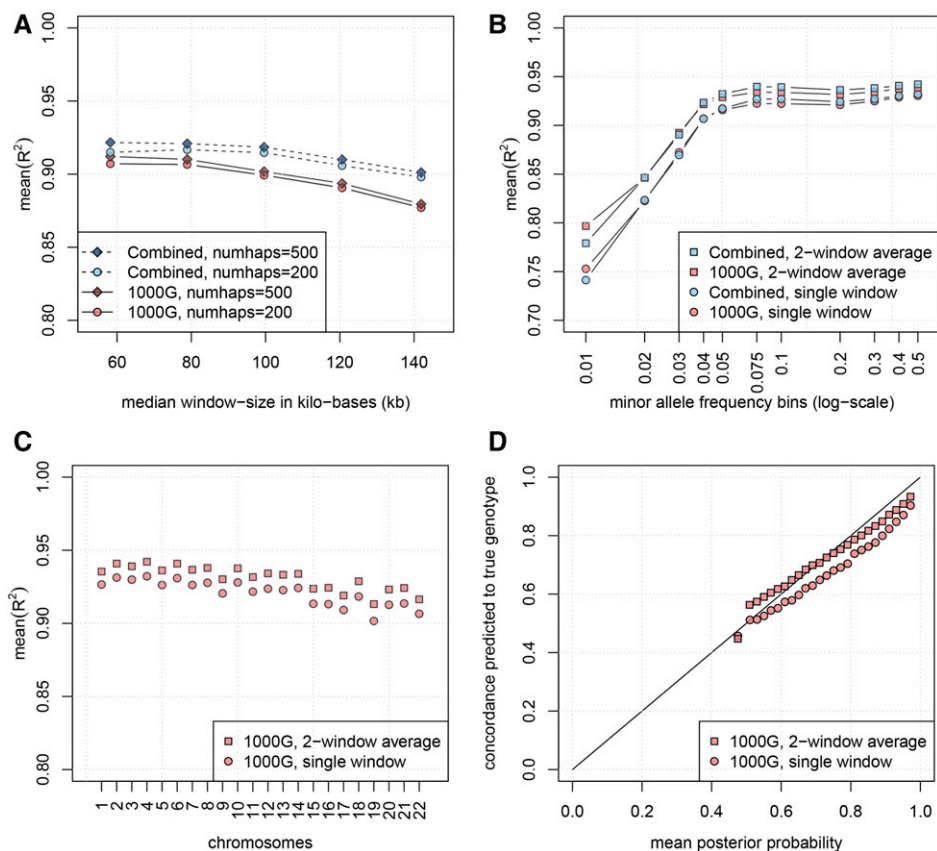 A
mean(R²)
1.00
0.95
0.90
0.85
0.80
Combined, numhaps=500
Combined, numhaps=200
1000G, numhaps=500
1000G, numhaps=200
60 80 100 120 140
median window−size in kilo−bases (kb)
B
mean(R²)
1.00
0.95
0.90
0.85
0.80
0.75
0.70
Combined, 2−window average
1000G, 2−window average
Combined, single window
1000G, single window
0.01 0.02 0.03 0.04 0.05 0.075 0.1 0.2 0.3 0.4 0.5
minor allele frequency bins (log−scale)
C
mean(R²)
1.00
0.95
0.90
0.85
0.80
1000G, 2−window average
1000G, single window
1 2 3 4 5 6 7 8 9 10 11 12 13 14 15 16 17 18 19 20 21 22
chromosomes
D
concordance predicted to true genotype
1.0
0.8
0.6
0.4
0.2
0.0
1000G, 2−window average
1000G, single window
0.0 0.2 0.4 0.6 0.8 1.0
mean posterior probability